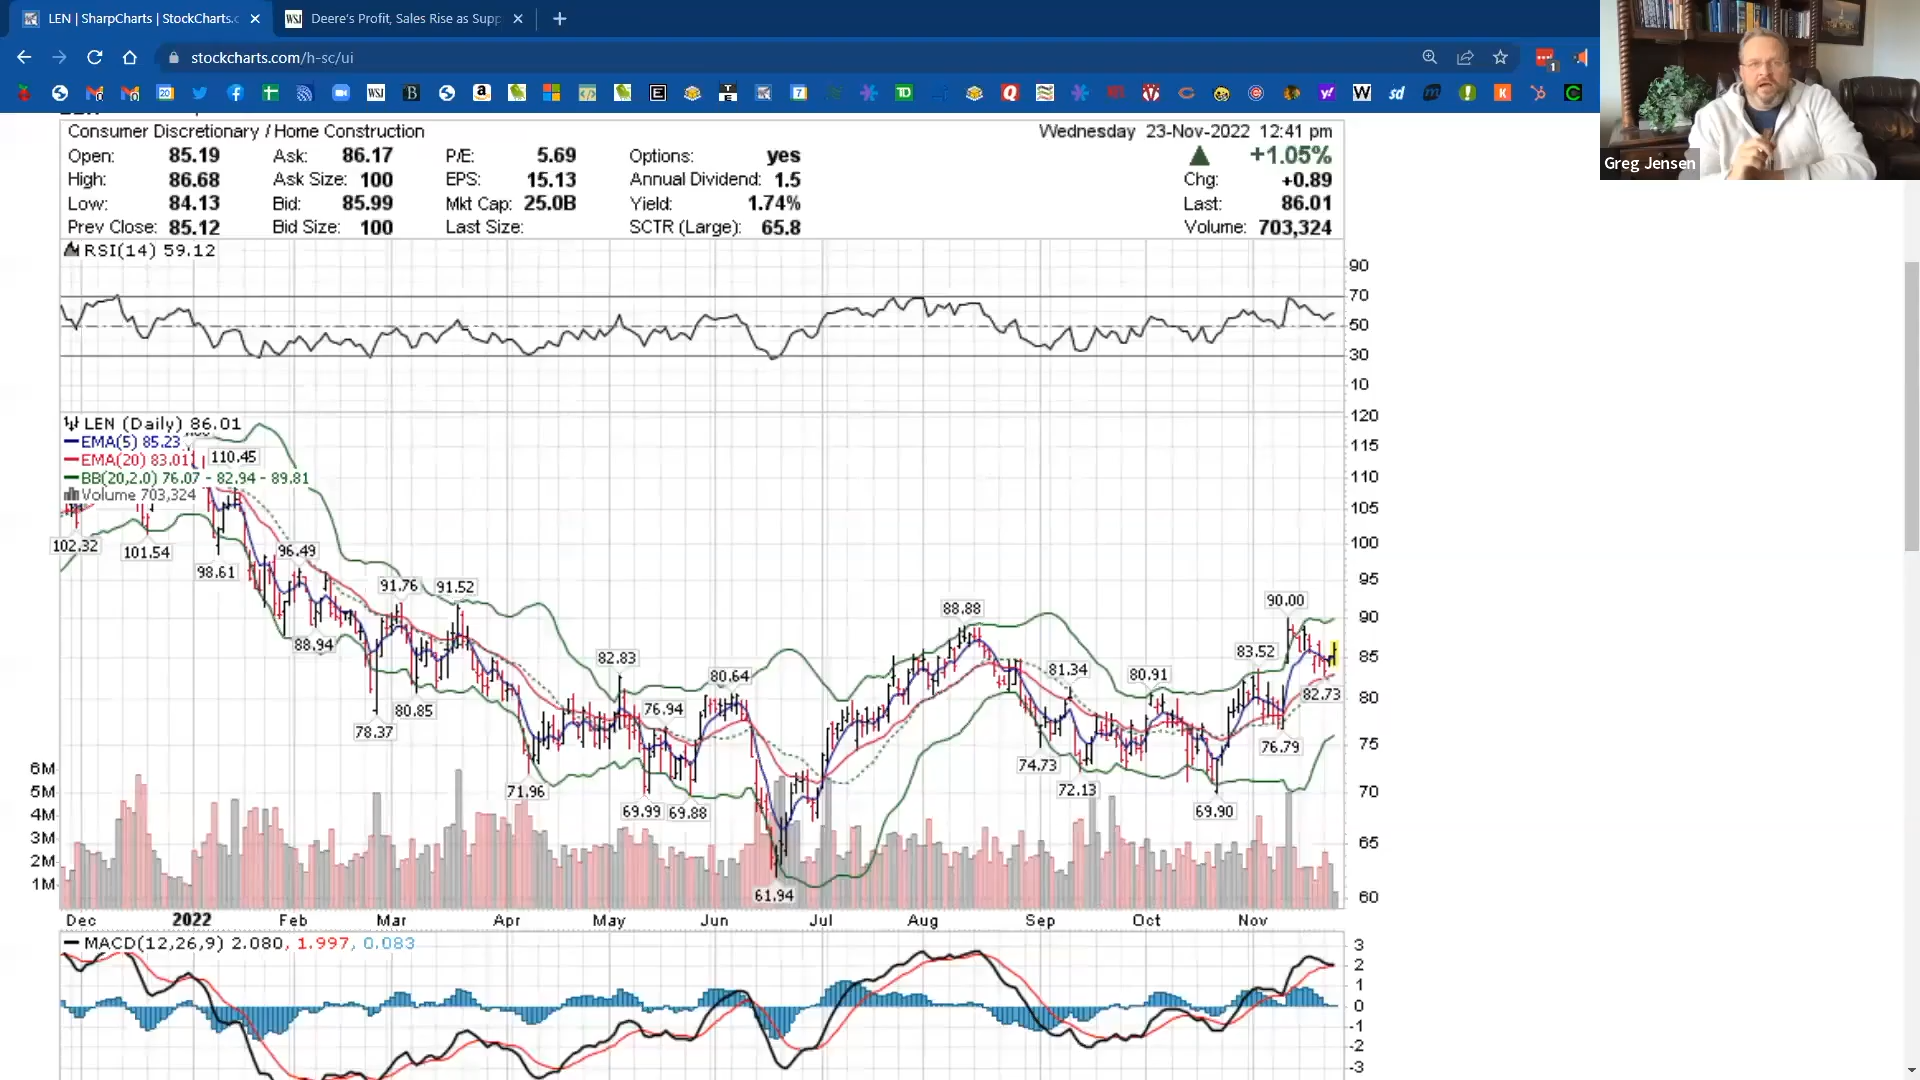 LEN | SharpCharts | StockCharts.c
Deere's Profit, Sales Rise as Supp
stockcharts.com/h-sc/ui
Greg Jensen
Consumer Discretionary / Home Construction
Wednesday 23-Nov-2022 12:41 pm
Open: 85.19 Ask: 86.17 P/E: 5.69 Options: yes
+1.05%
High: 86.68 Ask Size: 100 EPS: 15.13 Annual Dividend: 1.5
Chg: +0.89
Low: 84.13 Bid: 85.99 Mkt Cap: 25.0B Yield: 1.74%
Last: 86.01
Prev Close: 85.12 Bid Size: 100 Last Size: SCTR (Large): 65.8
Volume: 703,324
RSI(14) 59.12
90
70
50
30
10
LEN (Daily) 86.01
EMA(5) 85.23
EMA(20) 83.01
BB(20,2.0) 76.07 - 82.94 - 89.81
Volume 703,324
110.45
102.32
101.54
98.61
96.49
88.94
91.76
91.52
78.37
80.85
71.96
82.83
76.94
69.99
69.88
80.64
61.94
88.88
74.73
81.34
72.13
80.91
69.90
83.52
76.79
90.00
82.73
120
115
110
105
100
95
90
85
80
75
70
65
60
6M
5M
4M
3M
2M
1M
Dec 2022 Feb Mar Apr May Jun Jul Aug Sep Oct Nov
MACD(12,26,9) 2.080, 1.997, 0.083
3
2
1
0
-1
-2
-3